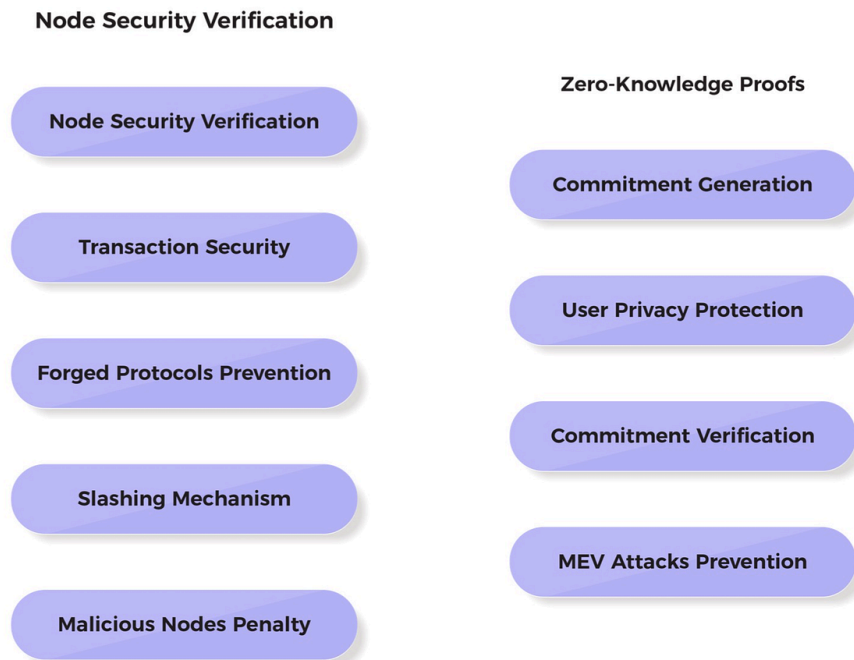 Node Security Verification
Node Security Verification
Transaction Security
Forged Protocols Prevention
Slashing Mechanism
Malicious Nodes Penalty
Zero-Knowledge Proofs
Commitment Generation
User Privacy Protection
Commitment Verification
MEV Attacks Prevention